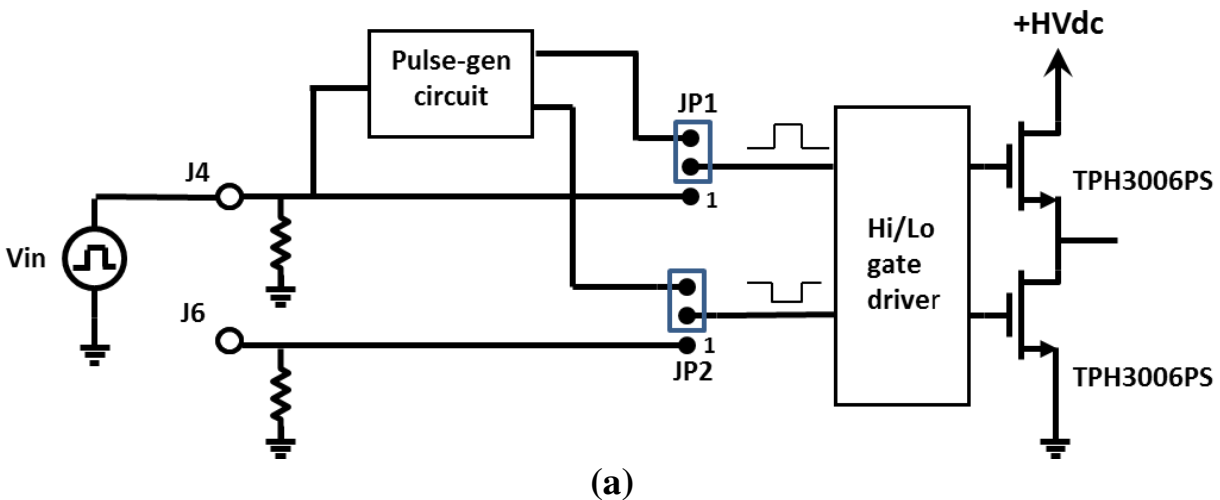 +HVdc
Pulse-gen
circuit
JP1
J4
TPH3006PS
1
Vin
Hi/Lo
gate
driver
J6
1
JP2
TPH3006PS
(a)